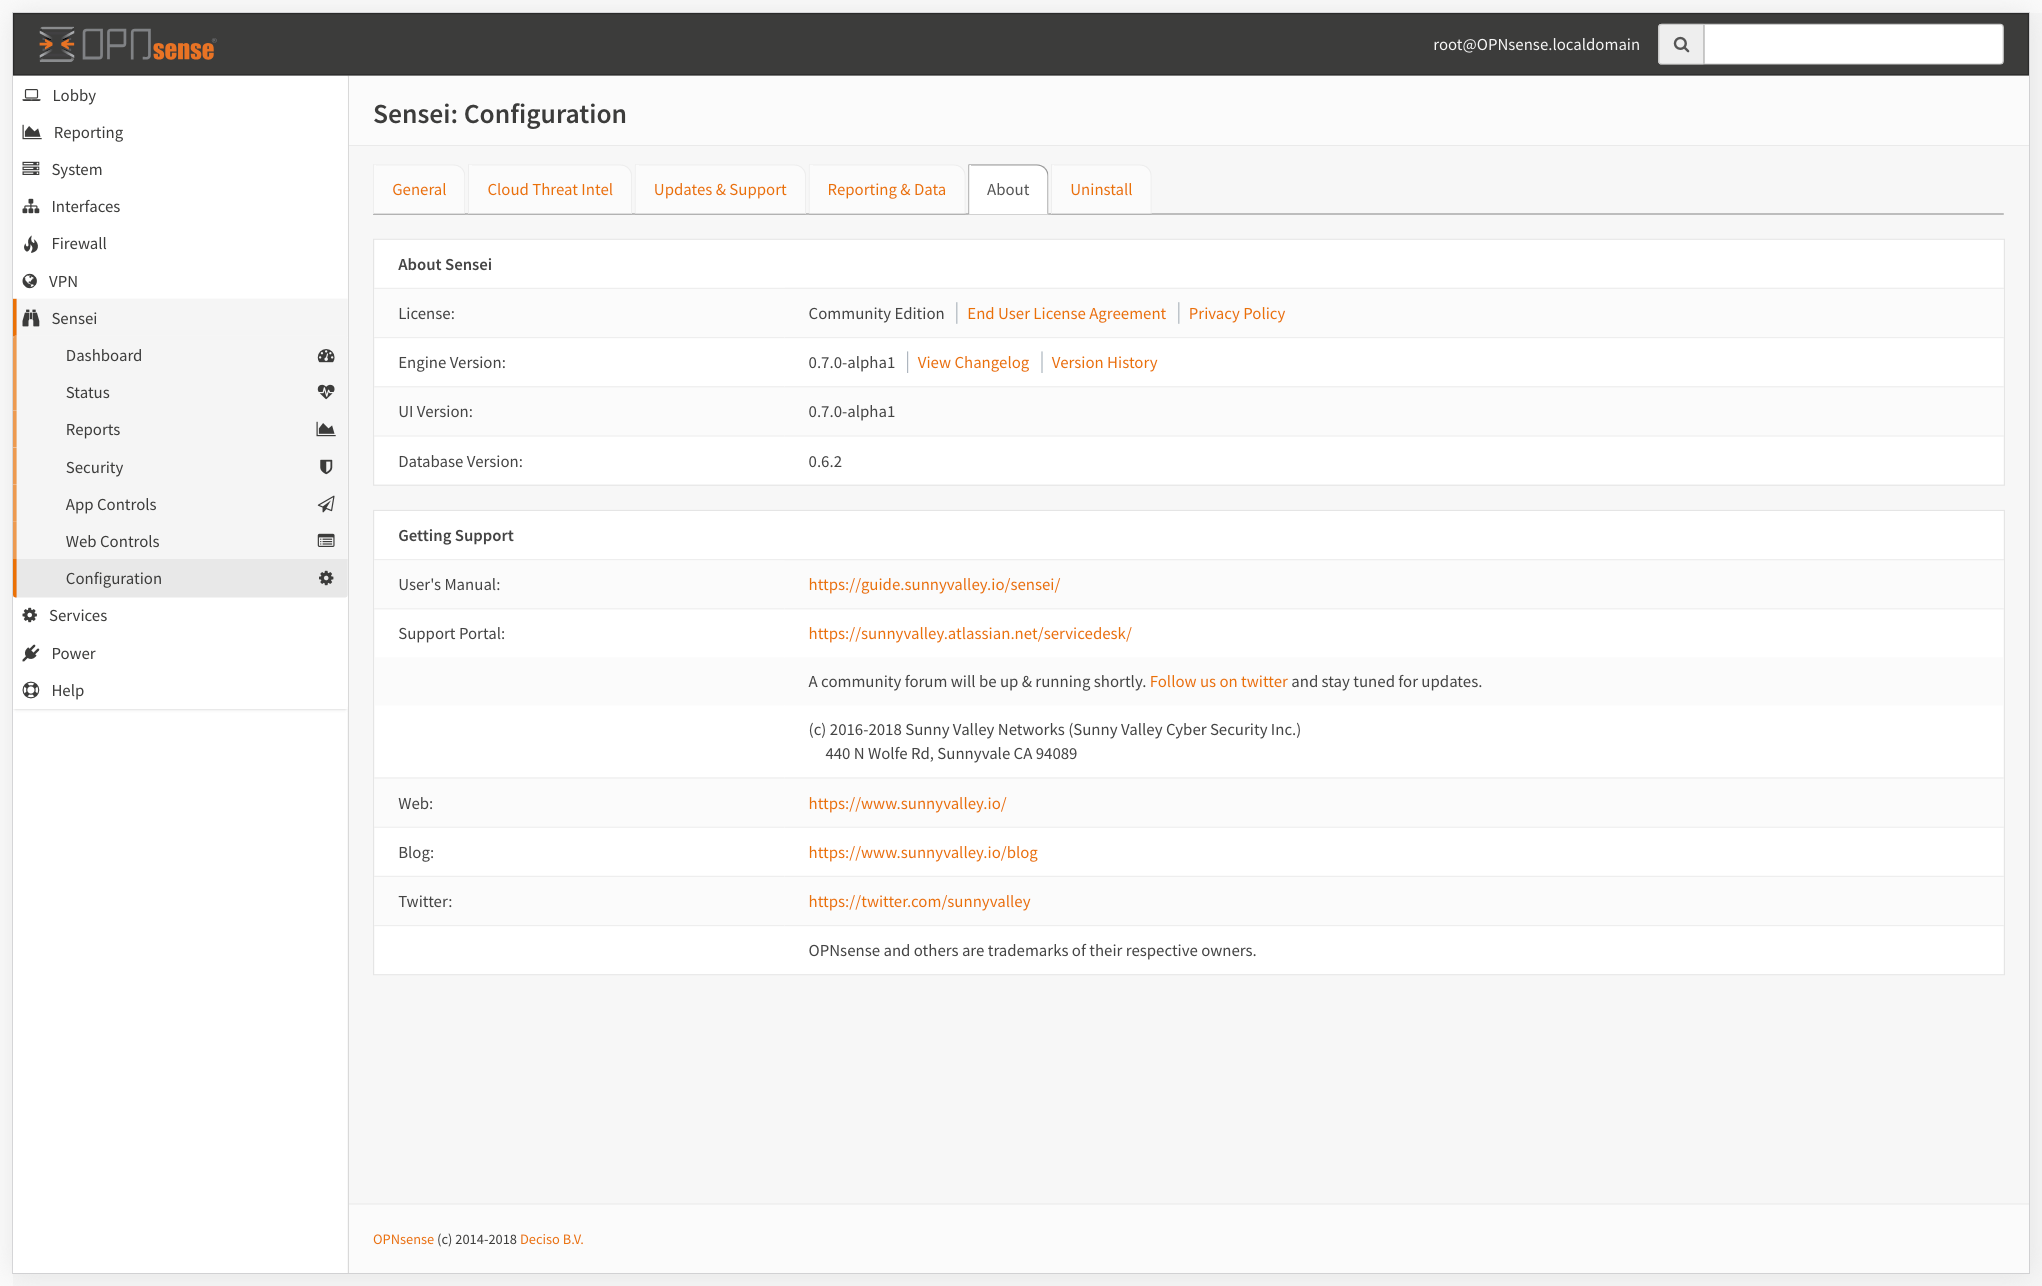 OPNsense
root@OPNsense.localdomain
Lobby
Reporting
System
Interfaces
Firewall
VPN
Sensei
Dashboard
Status
Reports
Security
App Controls
Web Controls
Configuration
Services
Power
Help
Sensei: Configuration
General Cloud Threat Intel Updates & Support Reporting & Data About Uninstall
About Sensei
License: Community Edition End User License Agreement Privacy Policy
Engine Version: 0.7.0-alpha1 View Changelog Version History
UI Version: 0.7.0-alpha1
Database Version: 0.6.2
Getting Support
User's Manual: https://guide.sunnyvalley.io/sensei/
Support Portal: https://sunnyvalley.atlassian.net/servicedesk/
A community forum will be up & running shortly. Follow us on twitter and stay tuned for updates.
(c) 2016-2018 Sunny Valley Networks (Sunny Valley Cyber Security Inc.)
440 N Wolfe Rd, Sunnyvale CA 94089
Web: https://www.sunnyvalley.io/
Blog: https://www.sunnyvalley.io/blog
Twitter: https://twitter.com/sunnyvalley
OPNsense and others are trademarks of their respective owners.
OPNsense (c) 2014-2018 Deciso B.V.